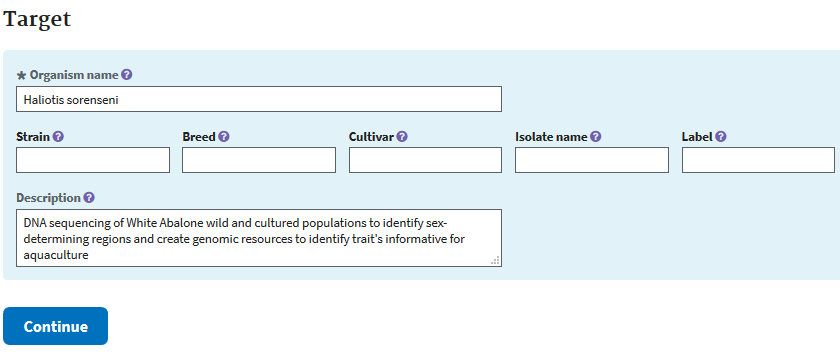 Target
* Organism name ?
Haliotis sorenseni
Strain ? Breed ? Cultivar ? Isolate name ? Label ?
Description ?
DNA sequencing of White Abalone wild and cultured populations to identify sex-
determining regions and create genomic resources to identify trait's informative for
aquaculture
Continue